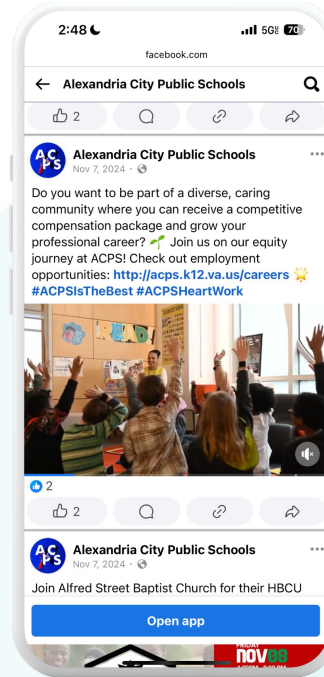 2:48
5G 70
facebook.com
Alexandria City Public Schools
2
ACPS
Alexandria City Public Schools
Nov 7, 2024 ·
Do you want to be part of a diverse, caring
community where you can receive a competitive
compensation package and grow your
professional career? 🌱 Join us on our equity
journey at ACPS! Check out employment
opportunities: http://acps.k12.va.us/careers 🌟
#ACPSIsTheBest #ACPSHeartWork
READ
2
2
ACPS
Alexandria City Public Schools
Nov 7, 2024 ·
Join Alfred Street Baptist Church for their HBCU
Open app
FRIDAY
NOV08